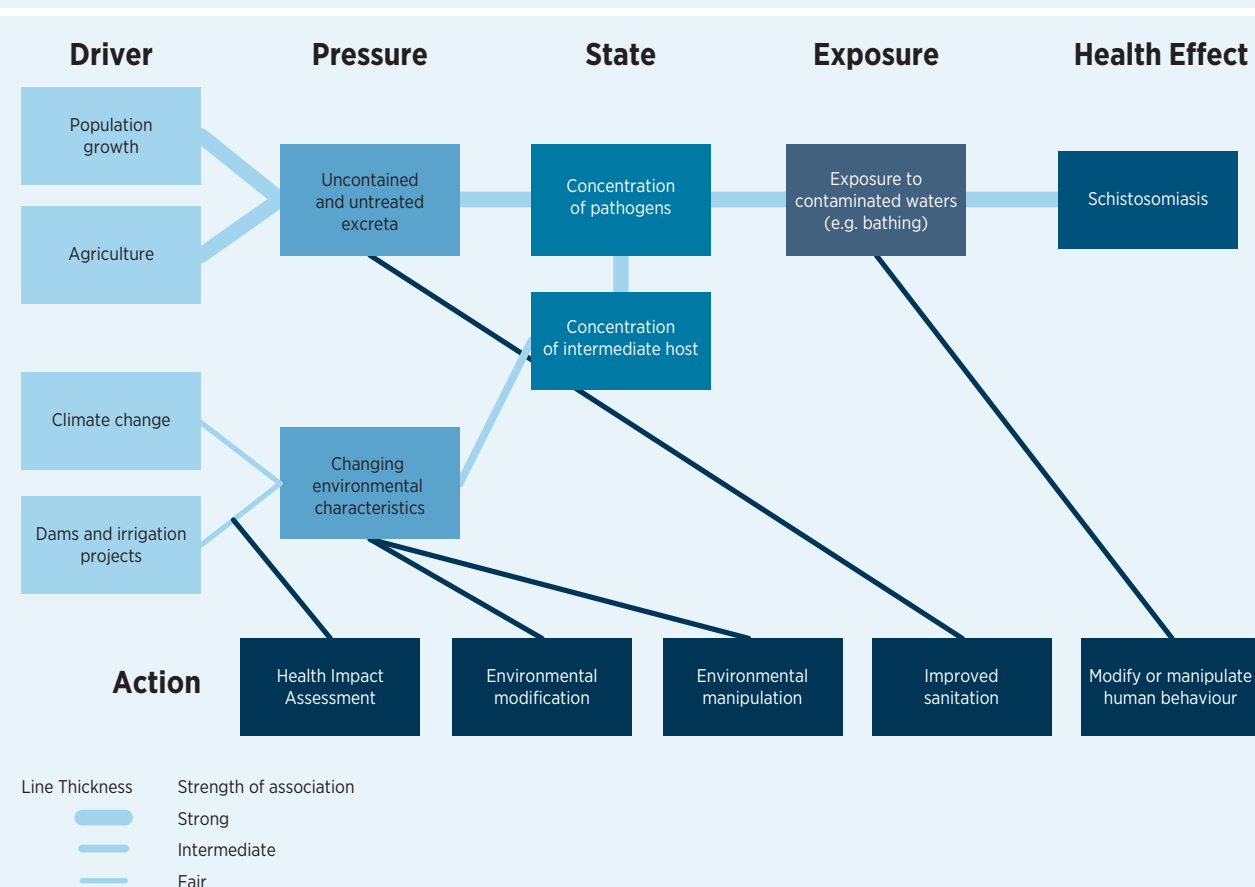 Driver
Pressure
State
Exposure
Health Effect
Population
growth
Agriculture
Uncontained
and untreated
excreta
Concentration
of pathogens
Exposure to
contaminated waters
(e.g. bathing)
Schistosomiasis
Concentration
of intermediate host
Climate change
Dams and irrigation
projects
Changing
environmental
characteristics
Action
Health Impact
Assessment
Environmental
modification
Environmental
manipulation
Improved
sanitation
Modify or manipulate
human behaviour
Line Thickness
Strength of association
Strong
Intermediate
Fair